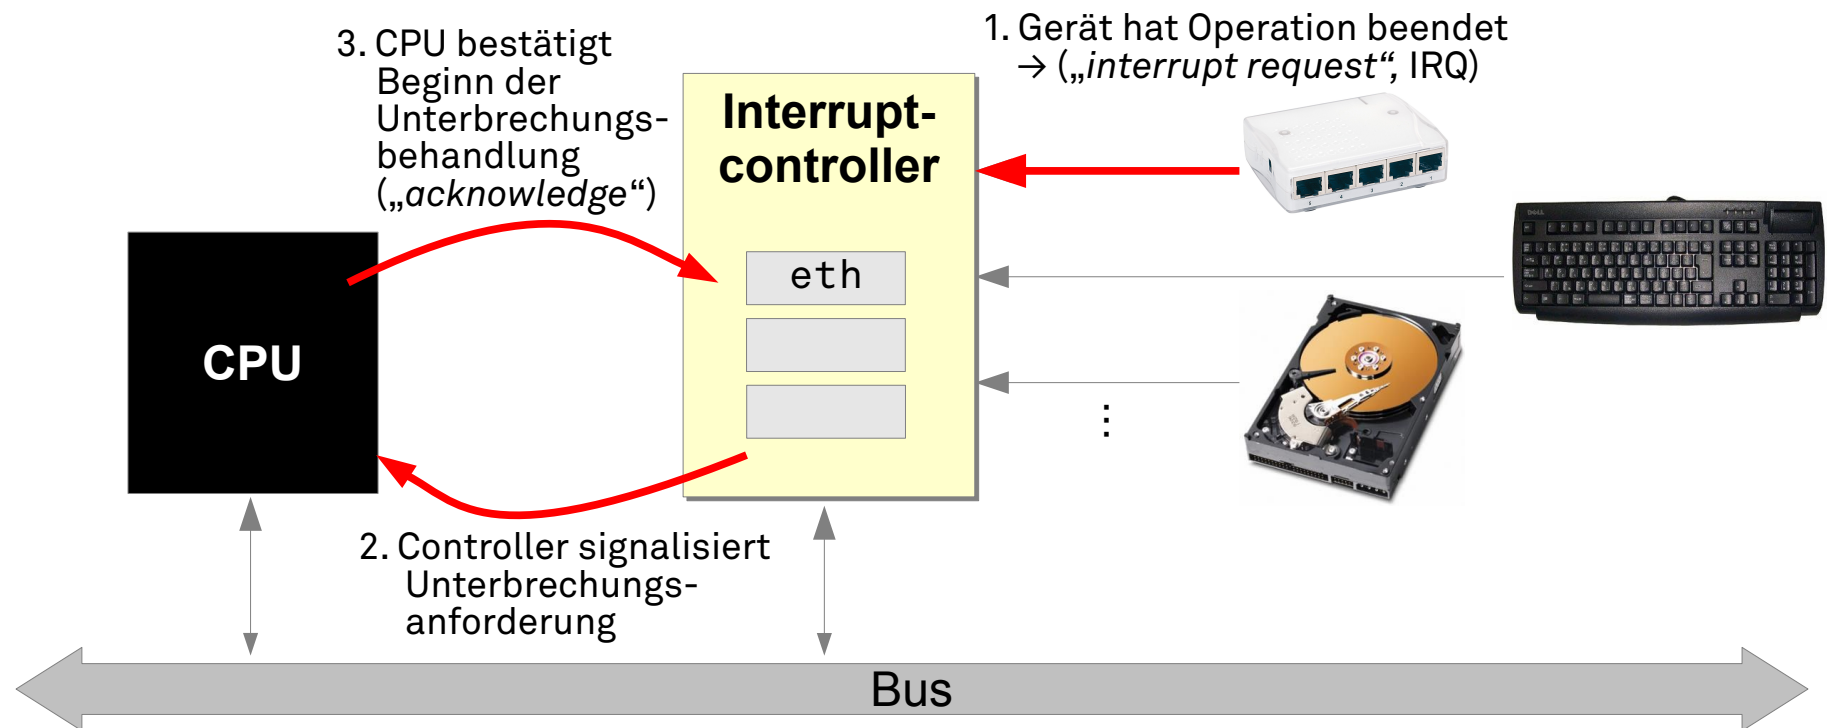 3. CPU bestätigt
Beginn der
Unterbrechungs-
behandlung
(„acknowledge“)
1. Gerät hat Operation beendet
→ („interrupt request“, IRQ)
Interrupt-
controller
eth
CPU
⋮
2. Controller signalisiert
Unterbrechungs-
anforderung
Bus
DELL